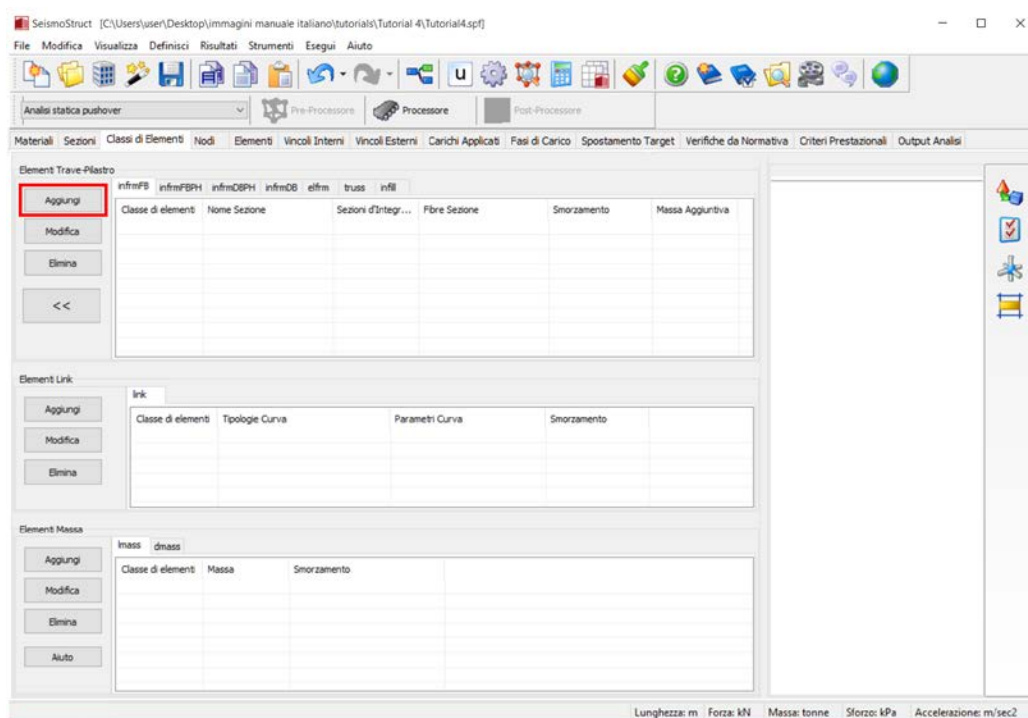 SeismoStruct [C:\Users\user\Desktop\immagini manuale italiano\tutorials\Tutorial 4\Tutorial4.spf]
File Modifica Visualizza Definisci Risultati Strumenti Esegui Aiuto
u
Analisi statica pushover Pre-Processore Processore Post-Processore
Materiali Sezioni Classi di Elementi Nodi Elementi Vincoli Interni Vincoli Esterni Carichi Applicati Fasi di Carico Spostamento Target Verifiche da Normativa Criteri Prestazionali Output Analisi
Elementi Trave-Pilastro
infrmFB infrmFBPH infrmDBPH infrmDB elfrm truss infill
Aggiungi
Classe di elementi Nome Sezione Sezioni d'Integr... Fibre Sezione Smorzamento Massa Aggiuntiva
Modifica
Elimina
<<
Elementi Link
link
Aggiungi
Classe di elementi Tipologie Curva Parametri Curva Smorzamento
Modifica
Elimina
Elementi Massa
lmass dmass
Aggiungi
Classe di elementi Massa Smorzamento
Modifica
Elimina
Aiuto
Lunghezza: m Forza: kN Massa: tonne Sforzo: kPa Accelerazione: m/sec2